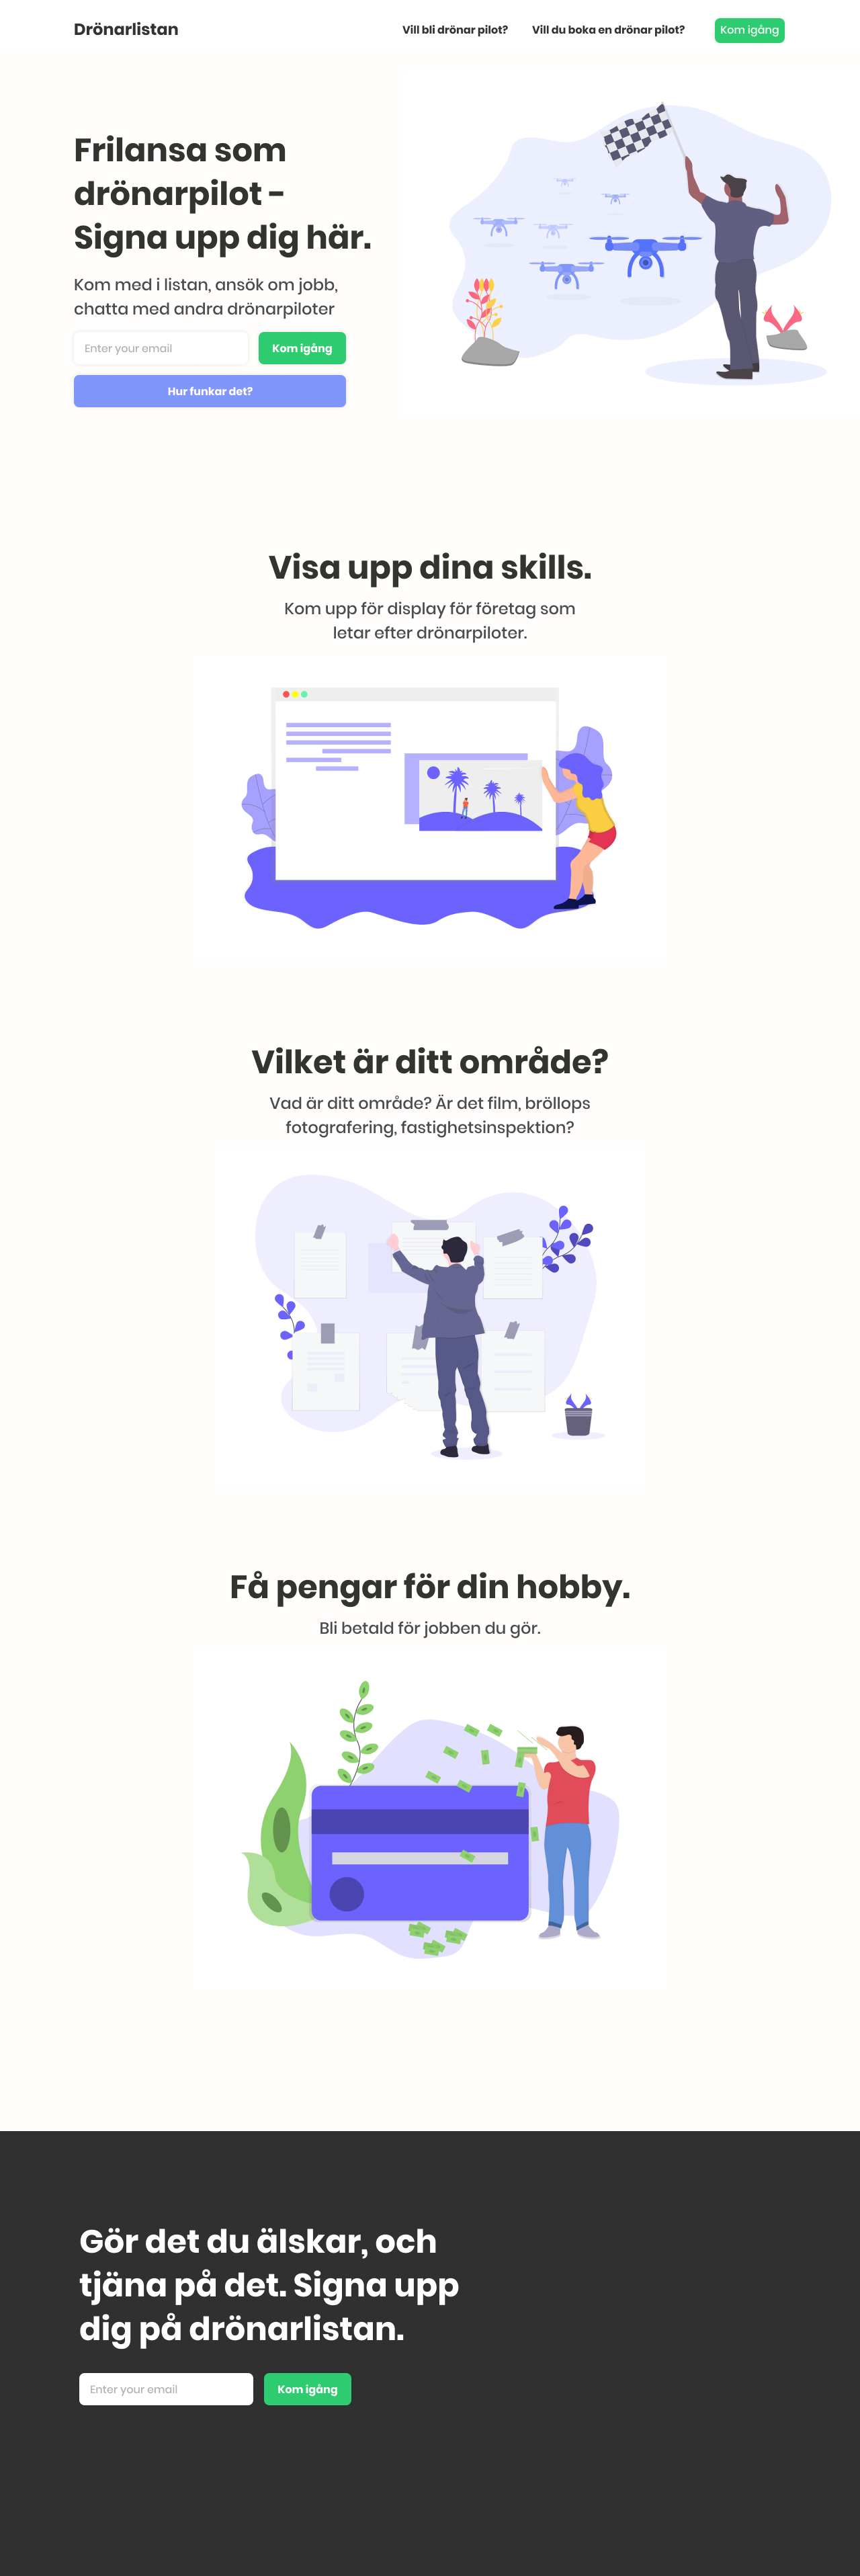 Drönarlistan
Vill bli drönar pilot?
Vill du boka en drönar pilot?
Kom igång
Frilansa som
drönarpilot -
Signa upp dig här.
Kom med i listan, ansök om jobb,
chatta med andra drönarpiloter
Enter your email
Kom igång
Hur funkar det?
Visa upp dina skills.
Kom upp för display för företag som
letar efter drönarpiloter.
Vilket är ditt område?
Vad är ditt område? Är det film, bröllops
fotografering, fastighetsinspektion?
Få pengar för din hobby.
Bli betald för jobben du gör.
Gör det du älskar, och
tjäna på det. Signa upp
dig på drönarlistan.
Enter your email
Kom igång